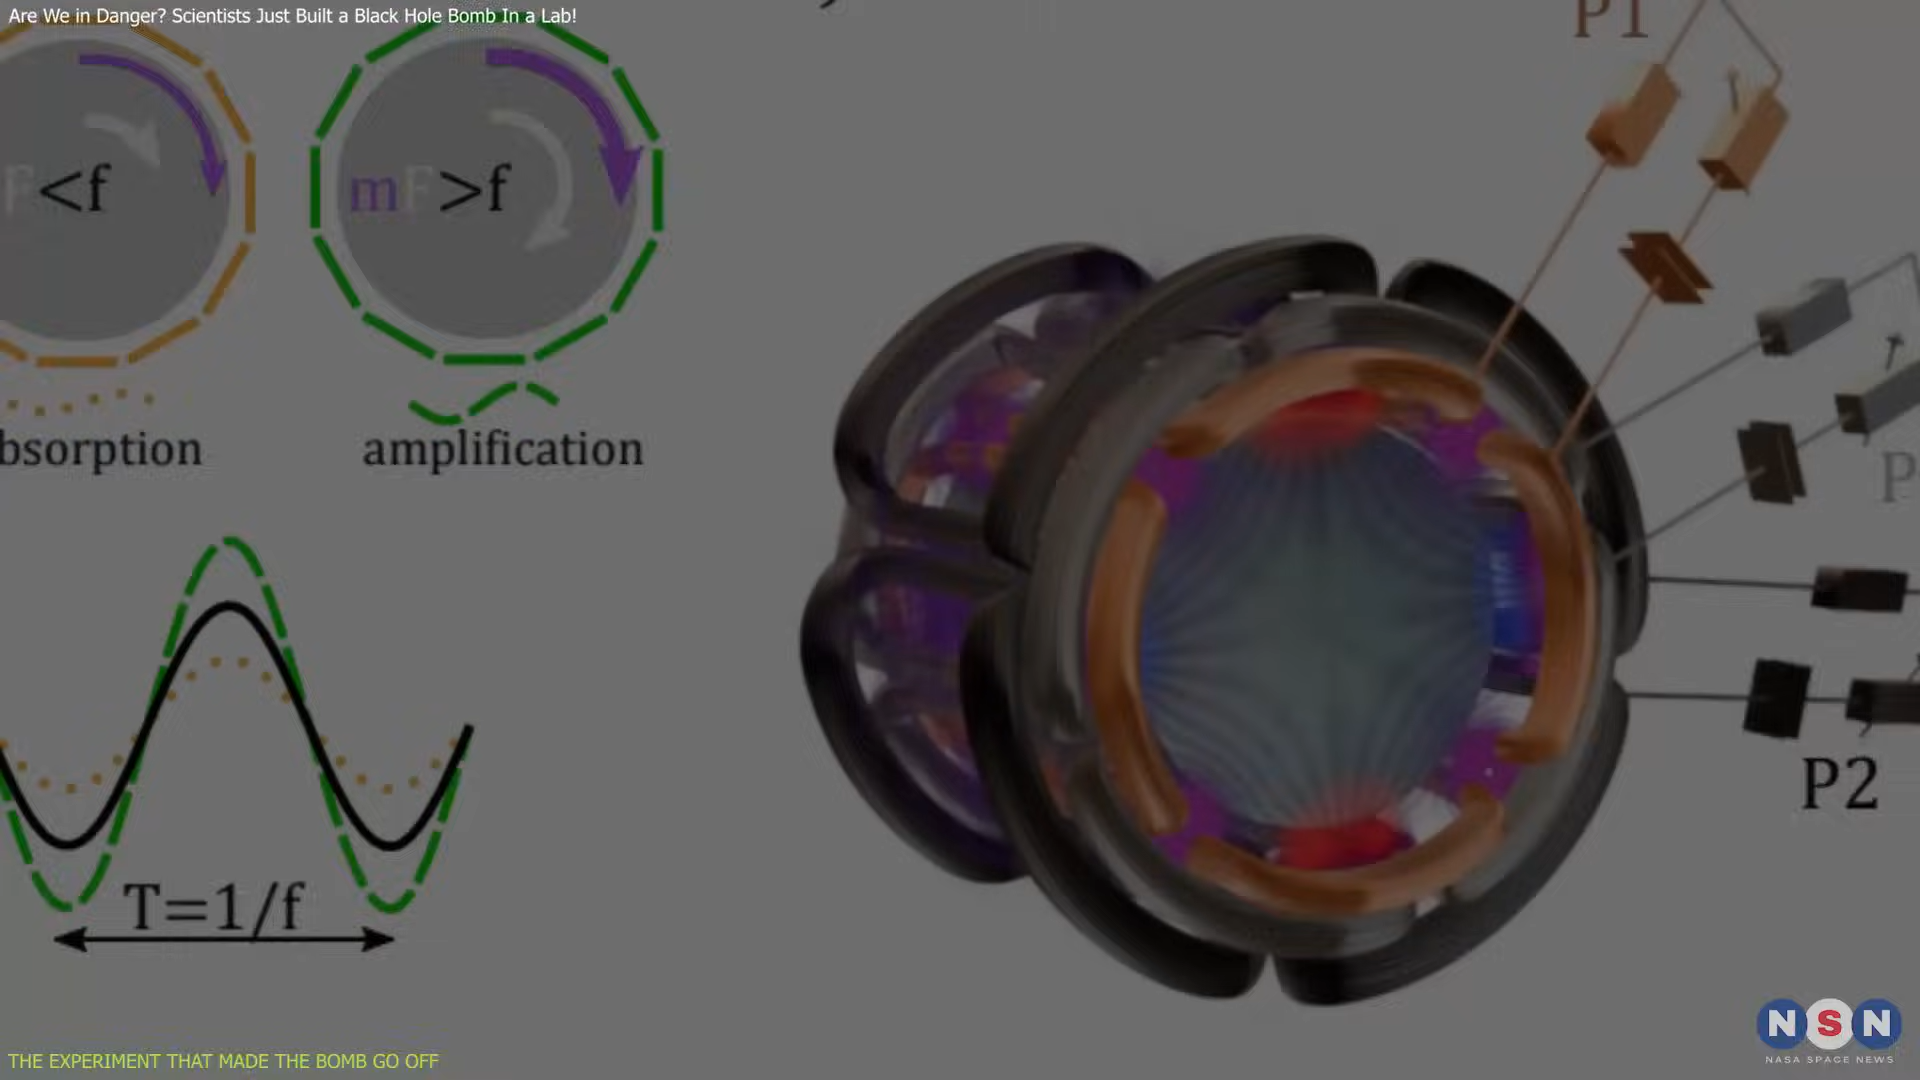 Are We in Danger? Scientists Just Built a Black Hole Bomb In a Lab!
P1
F<f
mF>f
bsorption
amplification
P
T=1/f
P2
NSN
NASA SPACE NEWS
THE EXPERIMENT THAT MADE THE BOMB GO OFF